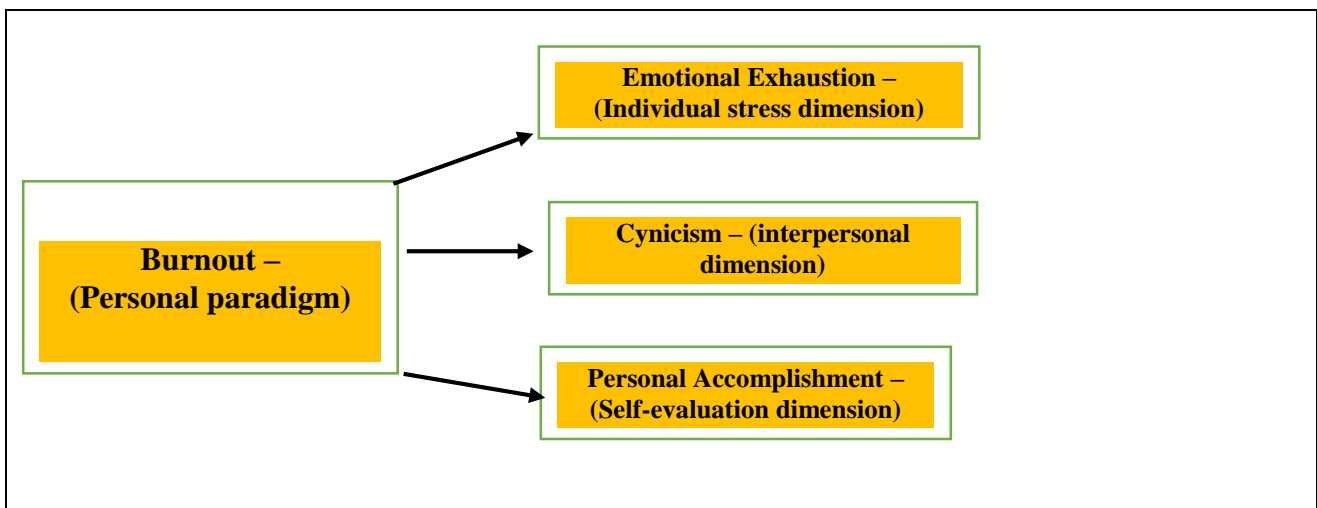 Emotional Exhaustion –
(Individual stress dimension)
Burnout –
(Personal paradigm)
Cynicism – (interpersonal
dimension)
Personal Accomplishment –
(Self-evaluation dimension)